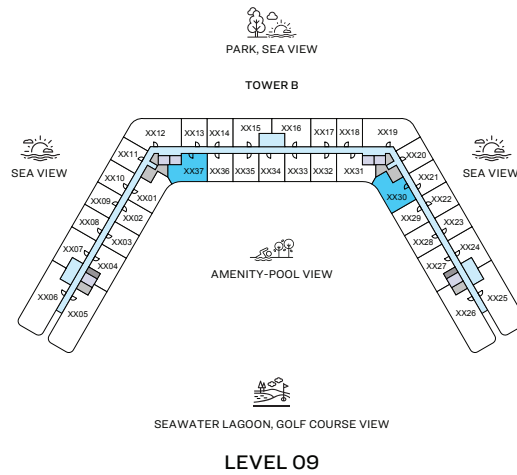 PARK, SEA VIEW
TOWER B
SEA VIEW
SEA VIEW
XX12
XX13
XX14
XX15
XX16
XX17
XX18
XX19
XX11
XX20
XX10
XX37
XX36
XX35
XX34
XX33
XX32
XX31
XX21
XX09
XX01
XX30
XX22
XX08
XX02
XX29
XX23
XX07
XX03
XX28
XX24
XX06
XX04
XX27
XX25
XX05
XX26
AMENITY-POOL VIEW
SEAWATER LAGOON, GOLF COURSE VIEW
LEVEL 09